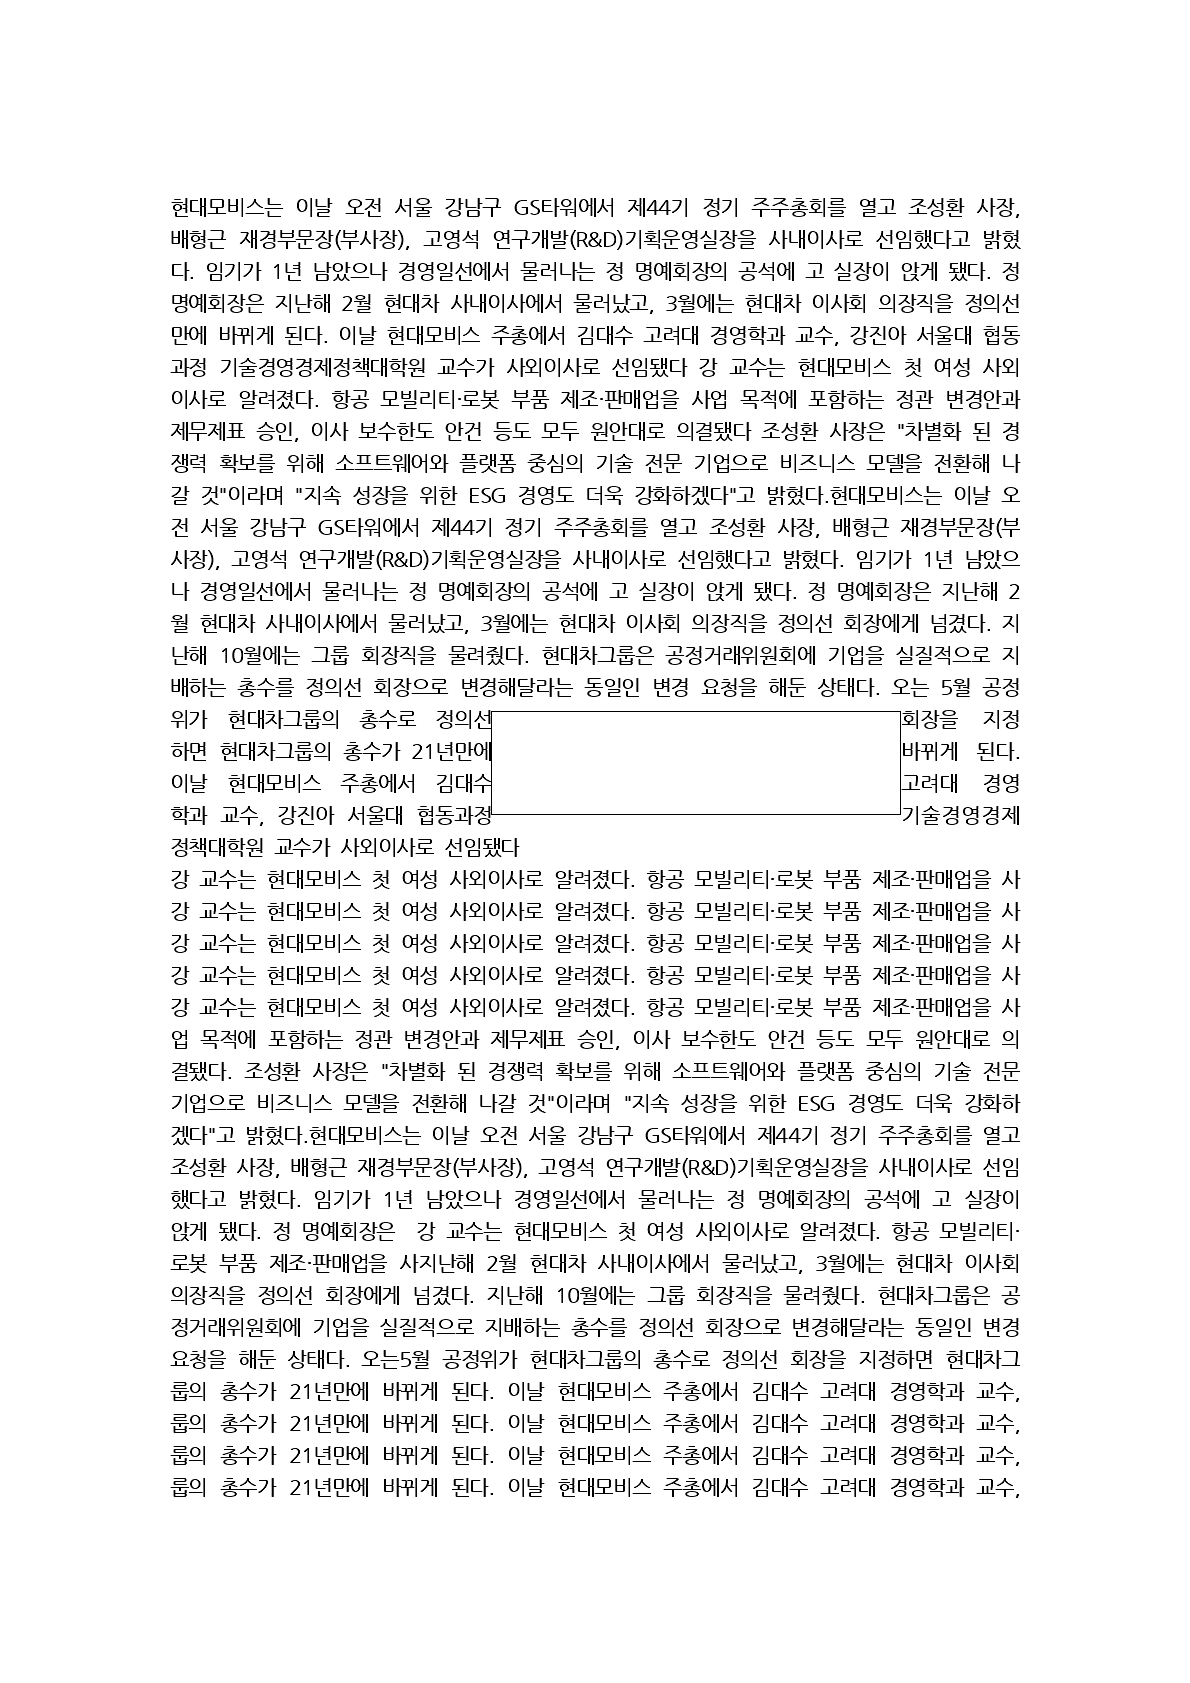 현대모비스는 이날 오전 서울 강남구 GS타워에서 제44기 정기 주주총회를 열고 조성환 사장,
배형근 재경부문장(부사장), 고영석 연구개발(R&D)기획운영실장을 사내이사로 선임했다고 밝혔
다. 임기가 1년 남았으나 경영일선에서 물러나는 정 명예회장의 공석에 고 실장이 앉게 됐다. 정
명예회장은 지난해 2월 현대차 사내이사에서 물러났고, 3월에는 현대차 이사회 의장직을 정의선
만에 바뀌게 된다. 이날 현대모비스 주총에서 김대수 고려대 경영학과 교수, 강진아 서울대 협동
과정 기술경영경제정책대학원 교수가 사외이사로 선임됐다 강 교수는 현대모비스 첫 여성 사외
이사로 알려졌다. 항공 모빌리티·로봇 부품 제조·판매업을 사업 목적에 포함하는 정관 변경안과
제무제표 승인, 이사 보수한도 안건 등도 모두 원안대로 의결됐다 조성환 사장은 "차별화 된 경
쟁력 확보를 위해 소프트웨어와 플랫폼 중심의 기술 전문 기업으로 비즈니스 모델을 전환해 나
갈 것"이라며 "지속 성장을 위한 ESG 경영도 더욱 강화하겠다"고 밝혔다.현대모비스는 이날 오
전 서울 강남구 GS타워에서 제44기 정기 주주총회를 열고 조성환 사장, 배형근 재경부문장(부
사장), 고영석 연구개발(R&D)기획운영실장을 사내이사로 선임했다고 밝혔다. 임기가 1년 남았으
나 경영일선에서 물러나는 정 명예회장의 공석에 고 실장이 앉게 됐다. 정 명예회장은 지난해 2
월 현대차 사내이사에서 물러났고, 3월에는 현대차 이사회 의장직을 정의선 회장에게 넘겼다. 지
난해 10월에는 그룹 회장직을 물려줬다. 현대차그룹은 공정거래위원회에 기업을 실질적으로 지
배하는 총수를 정의선 회장으로 변경해달라는 동일인 변경 요청을 해둔 상태다. 오는 5월 공정
위가 현대차그룹의 총수로 정의선 회장을 지정
하면 현대차그룹의 총수가 21년만에 바뀌게 된다.
이날 현대모비스 주총에서 김대수 고려대 경영
학과 교수, 강진아 서울대 협동과정 기술경영경제
정책대학원 교수가 사외이사로 선임됐다
강 교수는 현대모비스 첫 여성 사외이사로 알려졌다. 항공 모빌리티·로봇 부품 제조·판매업을 사
강 교수는 현대모비스 첫 여성 사외이사로 알려졌다. 항공 모빌리티·로봇 부품 제조·판매업을 사
강 교수는 현대모비스 첫 여성 사외이사로 알려졌다. 항공 모빌리티·로봇 부품 제조·판매업을 사
강 교수는 현대모비스 첫 여성 사외이사로 알려졌다. 항공 모빌리티·로봇 부품 제조·판매업을 사
강 교수는 현대모비스 첫 여성 사외이사로 알려졌다. 항공 모빌리티·로봇 부품 제조·판매업을 사
업 목적에 포함하는 정관 변경안과 제무제표 승인, 이사 보수한도 안건 등도 모두 원안대로 의
결됐다. 조성환 사장은 "차별화 된 경쟁력 확보를 위해 소프트웨어와 플랫폼 중심의 기술 전문
기업으로 비즈니스 모델을 전환해 나갈 것"이라며 "지속 성장을 위한 ESG 경영도 더욱 강화하
겠다"고 밝혔다.현대모비스는 이날 오전 서울 강남구 GS타워에서 제44기 정기 주주총회를 열고
조성환 사장, 배형근 재경부문장(부사장), 고영석 연구개발(R&D)기획운영실장을 사내이사로 선임
했다고 밝혔다. 임기가 1년 남았으나 경영일선에서 물러나는 정 명예회장의 공석에 고 실장이
앉게 됐다. 정 명예회장은 강 교수는 현대모비스 첫 여성 사외이사로 알려졌다. 항공 모빌리티·
로봇 부품 제조·판매업을 사지난해 2월 현대차 사내이사에서 물러났고, 3월에는 현대차 이사회
의장직을 정의선 회장에게 넘겼다. 지난해 10월에는 그룹 회장직을 물려줬다. 현대차그룹은 공
정거래위원회에 기업을 실질적으로 지배하는 총수를 정의선 회장으로 변경해달라는 동일인 변경
요청을 해둔 상태다. 오는5월 공정위가 현대차그룹의 총수로 정의선 회장을 지정하면 현대차그
룹의 총수가 21년만에 바뀌게 된다. 이날 현대모비스 주총에서 김대수 고려대 경영학과 교수,
룹의 총수가 21년만에 바뀌게 된다. 이날 현대모비스 주총에서 김대수 고려대 경영학과 교수,
룹의 총수가 21년만에 바뀌게 된다. 이날 현대모비스 주총에서 김대수 고려대 경영학과 교수,
룹의 총수가 21년만에 바뀌게 된다. 이날 현대모비스 주총에서 김대수 고려대 경영학과 교수,